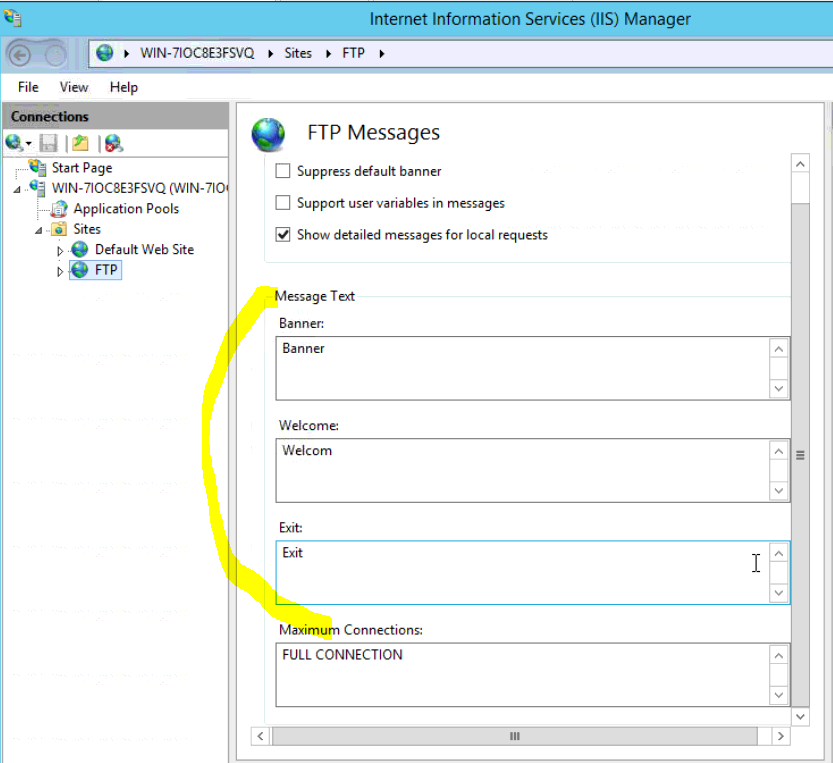 Internet Information Services (IIS) Manager
WIN-7IOC8E3FSVQ Sites FTP
File View Help
Connections
Start Page
WIN-7IOC8E3FSVQ (WIN-7IO
Application Pools
Sites
Default Web Site
FTP
FTP Messages
Suppress default banner
Support user variables in messages
Show detailed messages for local requests
Message Text
Banner:
Banner
Welcome:
Welcom
Exit:
Exit
Maximum Connections:
FULL CONNECTION